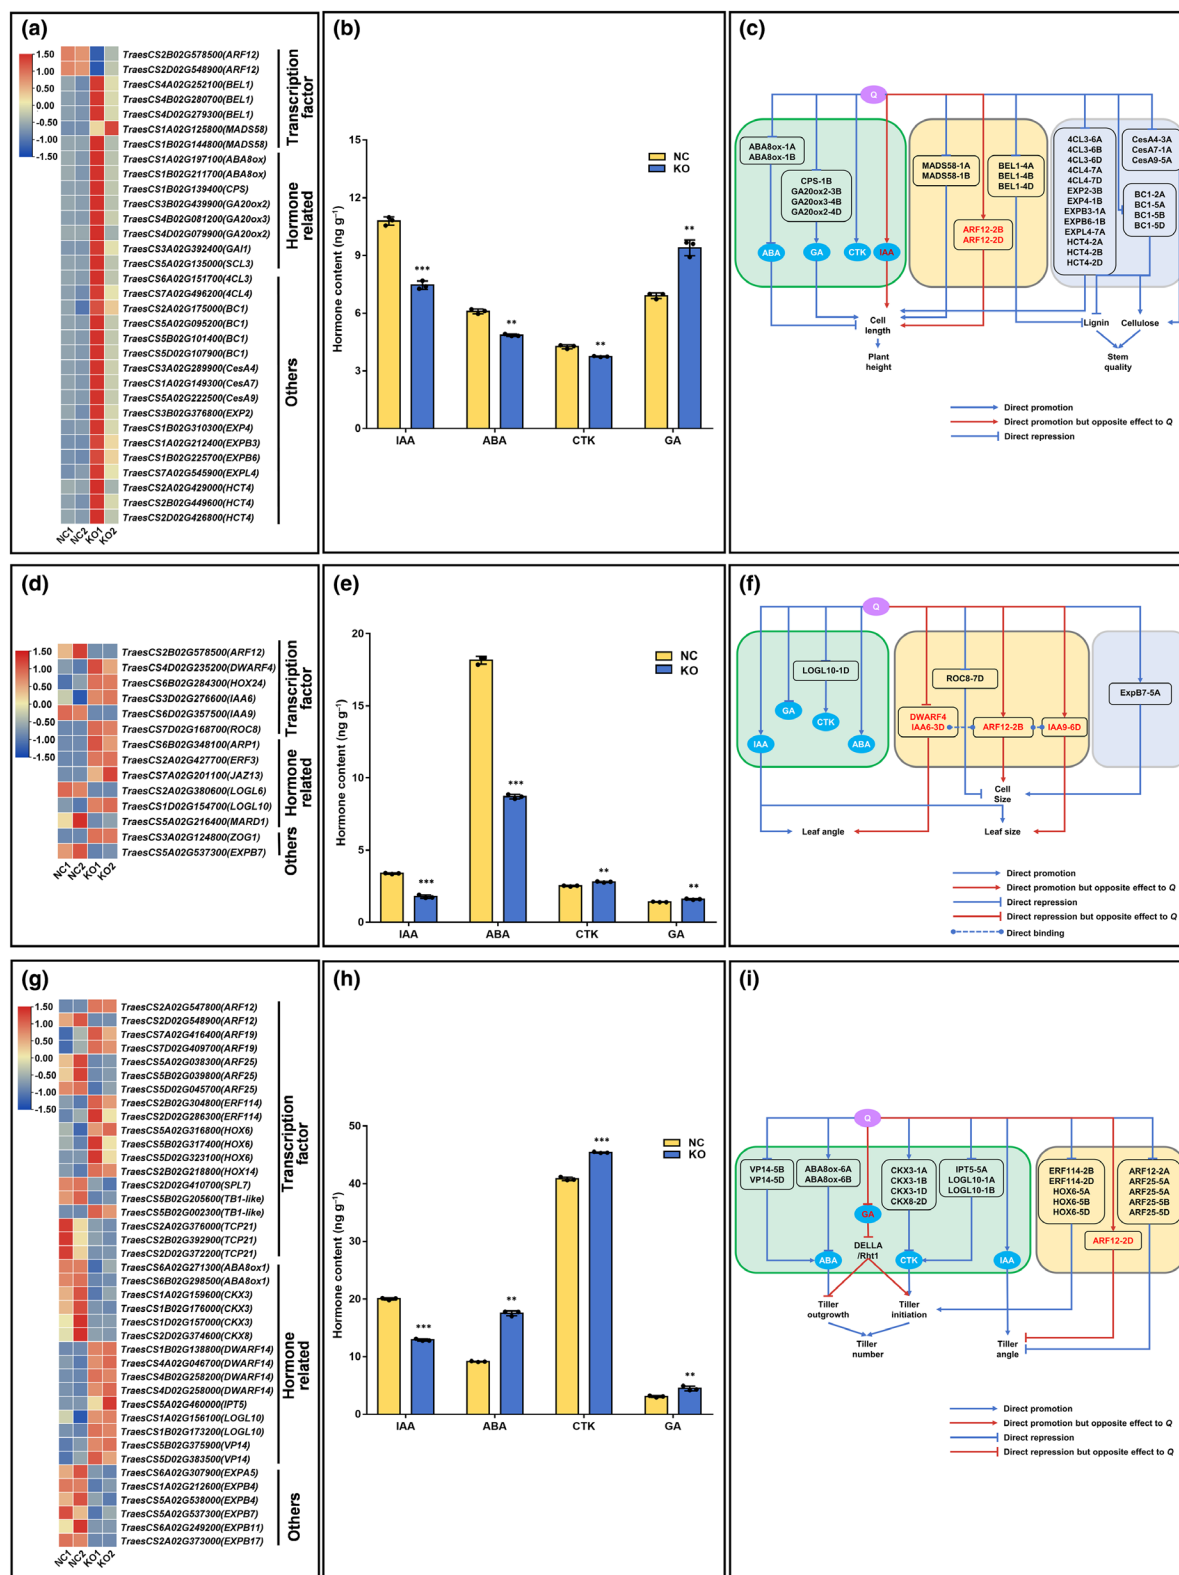 (a)
1.50
1.00
0.50
0.00
-0.50
-1.00
-1.50
TraesCS2B02G578500(ARF12)
TraesCS2D02G548900(ARF12)
TraesCS4A02G252100(BEL1)
TraesCS4B02G280700(BEL1)
TraesCS4D02G279300(BEL1)
TraesCS1A02G125800(MADS58)
TraesCS1B02G144800(MADS58)
TraesCS1A02G197100(ABA8ox)
TraesCS1B02G211700(ABA8ox)
TraesCS1B02G139400(CPS)
TraesCS3B02G439900(GA20ox2)
TraesCS4B02G081200(GA20ox3)
TraesCS4D02G079900(GA20ox2)
TraesCS3A02G392400(GAI1)
TraesCS5A02G135000(SCL3)
TraesCS6A02G151700(4CL3)
TraesCS7A02G496200(4CL4)
TraesCS2A02G175000(BC1)
TraesCS5A02G095200(BC1)
TraesCS5B02G101400(BC1)
TraesCS5D02G107900(BC1)
TraesCS3A02G289900(CesA4)
TraesCS1A02G149300(CesA7)
TraesCS5A02G222500(CesA9)
TraesCS3B02G376800(EXP2)
TraesCS1B02G310300(EXP4)
TraesCS1A02G212400(EXPB3)
TraesCS1B02G225700(EXPB6)
TraesCS7A02G545900(EXPL4)
TraesCS2A02G429000(HCT4)
TraesCS2B02G449600(HCT4)
TraesCS2D02G426800(HCT4)
NC1 NC2 KO1 KO2
Transcription
factor
Hormone
related
Others
(b)
Hormone content (ng g⁻¹)
15
12
9
6
3
0
NC
KO
***
**
**
**
IAA ABA CTK GA
(c)
Q
ABA8ox-1A
ABA8ox-1B
CPS-1B
GA20ox2-3B
GA20ox3-4B
GA20ox2-4D
ABA
GA
CTK
IAA
MADS58-1A
MADS58-1B
ARF12-2B
ARF12-2D
BEL1-4A
BEL1-4B
BEL1-4D
4CL3-6A
4CL3-6B
4CL3-6D
4CL4-7A
4CL4-7D
EXP2-3B
EXP4-1B
EXPB3-1A
EXPB6-1B
EXPL4-7A
HCT4-2A
HCT4-2B
HCT4-2D
CesA4-3A
CesA7-1A
CesA9-5A
BC1-2A
BC1-5A
BC1-5B
BC1-5D
Cell
length
Plant
height
Lignin
Cellulose
Stem
quality
Direct promotion
Direct promotion but opposite effect to Q
Direct repression
(d)
1.50
1.00
0.50
0.00
-0.50
-1.00
-1.50
TraesCS2B02G578500(ARF12)
TraesCS4D02G235200(DWARF4)
TraesCS6B02G284300(HOX24)
TraesCS3D02G276600(IAA6)
TraesCS6D02G357500(IAA9)
TraesCS7D02G168700(ROC8)
TraesCS6B02G348100(ARP1)
TraesCS2A02G427700(ERF3)
TraesCS7A02G201100(JAZ13)
TraesCS2A02G380600(LOGL6)
TraesCS1D02G154700(LOGL10)
TraesCS5A02G216400(MARD1)
TraesCS3A02G124800(ZOG1)
TraesCS5A02G537300(EXPB7)
NC1 NC2 KO1 KO2
Transcription
factor
Hormone
related
Others
(e)
Hormone content (ng g⁻¹)
20
15
10
5
0
NC
KO
***
***
**
**
IAA ABA CTK GA
(f)
Q
LOGL10-1D
GA
CTK
IAA
ABA
ROC8-7D
DWARF4
IAA6-3D
ARF12-2B
IAA9-6D
ExpB7-5A
Cell
Size
Leaf angle
Leaf size
Direct promotion
Direct promotion but opposite effect to Q
Direct repression
Direct repression but opposite effect to Q
Direct binding
(g)
1.50
1.00
0.50
0.00
-0.50
-1.00
-1.50
TraesCS2A02G547800(ARF12)
TraesCS2D02G548900(ARF12)
TraesCS7A02G416400(ARF19)
TraesCS7D02G409700(ARF19)
TraesCS5A02G038300(ARF25)
TraesCS5B02G039800(ARF25)
TraesCS5D02G045700(ARF25)
TraesCS2B02G304800(ERF114)
TraesCS2D02G286300(ERF114)
TraesCS5A02G316800(HOX6)
TraesCS5B02G317400(HOX6)
TraesCS5D02G323100(HOX6)
TraesCS2B02G218800(HOX14)
TraesCS2D02G410700(SPL7)
TraesCS5B02G205600(TB1-like)
TraesCS5B02G002300(TB1-like)
TraesCS2A02G376000(TCP21)
TraesCS2B02G392900(TCP21)
TraesCS2D02G372200(TCP21)
TraesCS6A02G271300(ABA8ox1)
TraesCS6B02G298500(ABA8ox1)
TraesCS1A02G159600(CKX3)
TraesCS1B02G176000(CKX3)
TraesCS1D02G157000(CKX3)
TraesCS2D02G374600(CKX8)
TraesCS1B02G138800(DWARF14)
TraesCS4A02G046700(DWARF14)
TraesCS4B02G258200(DWARF14)
TraesCS4D02G258000(DWARF14)
TraesCS5A02G460000(IPT5)
TraesCS1A02G156100(LOGL10)
TraesCS1B02G173200(LOGL10)
TraesCS5B02G375900(VP14)
TraesCS5D02G383500(VP14)
TraesCS6A02G307900(EXPA5)
TraesCS1A02G212600(EXPB4)
TraesCS5A02G538000(EXPB4)
TraesCS5A02G537300(EXPB7)
TraesCS6A02G249200(EXPB11)
TraesCS2A02G373000(EXPB17)
NC1 NC2 KO1 KO2
Transcription
factor
Hormone
related
Others
(h)
Hormone content (ng g⁻¹)
50
40
30
20
10
0
NC
KO
***
**
***
**
IAA ABA CTK GA
(i)
Q
VP14-5B
VP14-5D
ABA8ox-6A
ABA8ox-6B
CKX3-1A
CKX3-1B
CKX3-1D
CKX8-2D
IPT5-5A
LOGL10-1A
LOGL10-1B
GA
DELLA
/Rht1
ABA
CTK
IAA
ERF114-2B
ERF114-2D
HOX6-5A
HOX6-5B
HOX6-5D
ARF12-2D
ARF12-2A
ARF25-5A
ARF25-5A
ARF25-5B
ARF25-5D
Tiller
outgrowth
Tiller
initiation
Tiller
number
Tiller
angle
Direct promotion
Direct promotion but opposite effect to Q
Direct repression
Direct repression but opposite effect to Q